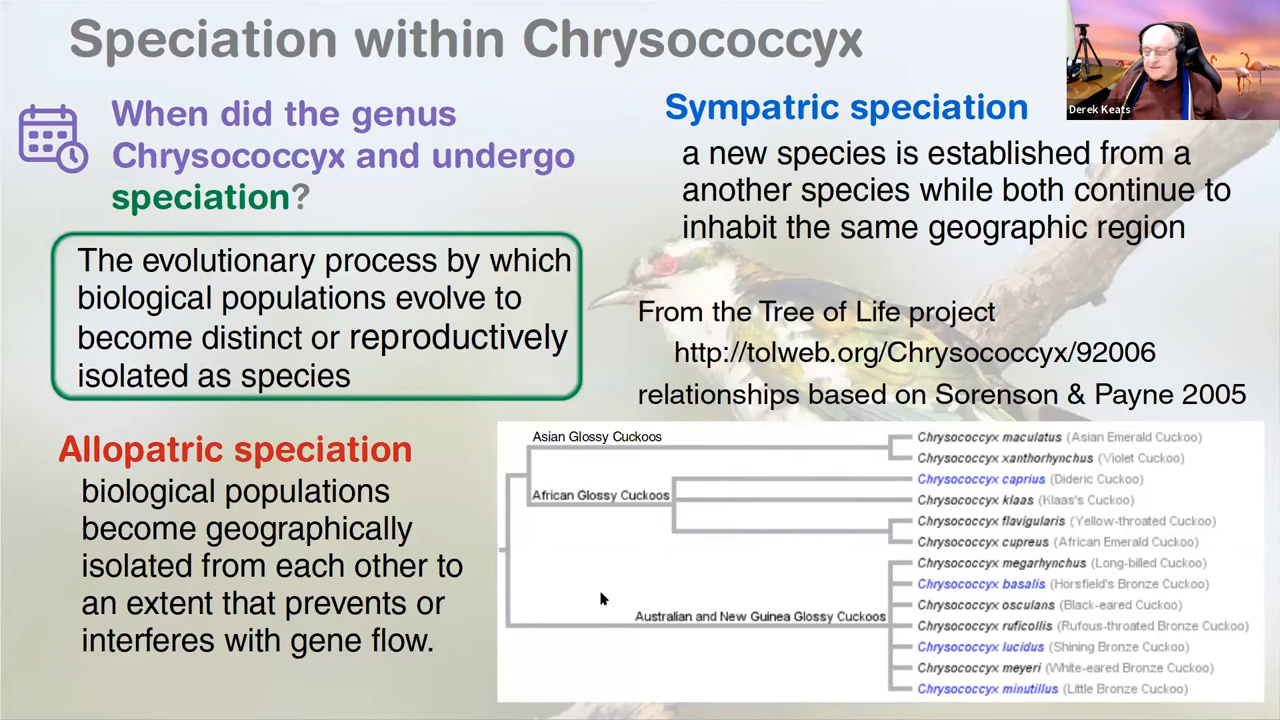 Speciation within Chrysococcyx
When did the genus
Chrysococcyx and undergo
speciation?
The evolutionary process by which
biological populations evolve to
become distinct or reproductively
isolated as species
Allopatric speciation
biological populations
become geographically
isolated from each other to
an extent that prevents or
interferes with gene flow.
Derek Keats
Sympatric speciation
a new species is established from a
another species while both continue to
inhabit the same geographic region
From the Tree of Life project
http://tolweb.org/Chrysococcyx/92006
relationships based on Sorenson & Payne 2005
Asian Glossy Cuckoos
African Glossy Cuckoos
Australian and New Guinea Glossy Cuckoos
Chrysococcyx maculatus (Asian Emerald Cuckoo)
Chrysococcyx xanthorhynchus (Violet Cuckoo)
Chrysococcyx caprius (Dideric Cuckoo)
Chrysococcyx klaas (Klaas's Cuckoo)
Chrysococcyx flavigularis (Yellow-throated Cuckoo)
Chrysococcyx cupreus (African Emerald Cuckoo)
Chrysococcyx megarhynchus (Long-billed Cuckoo)
Chrysococcyx basalis (Horsfield's Bronze Cuckoo)
Chrysococcyx osculans (Black-eared Cuckoo)
Chrysococcyx ruficollis (Rufous-throated Bronze Cuckoo)
Chrysococcyx lucidus (Shining Bronze Cuckoo)
Chrysococcyx meyeri (White-eared Bronze Cuckoo)
Chrysococcyx minutillus (Little Bronze Cuckoo)